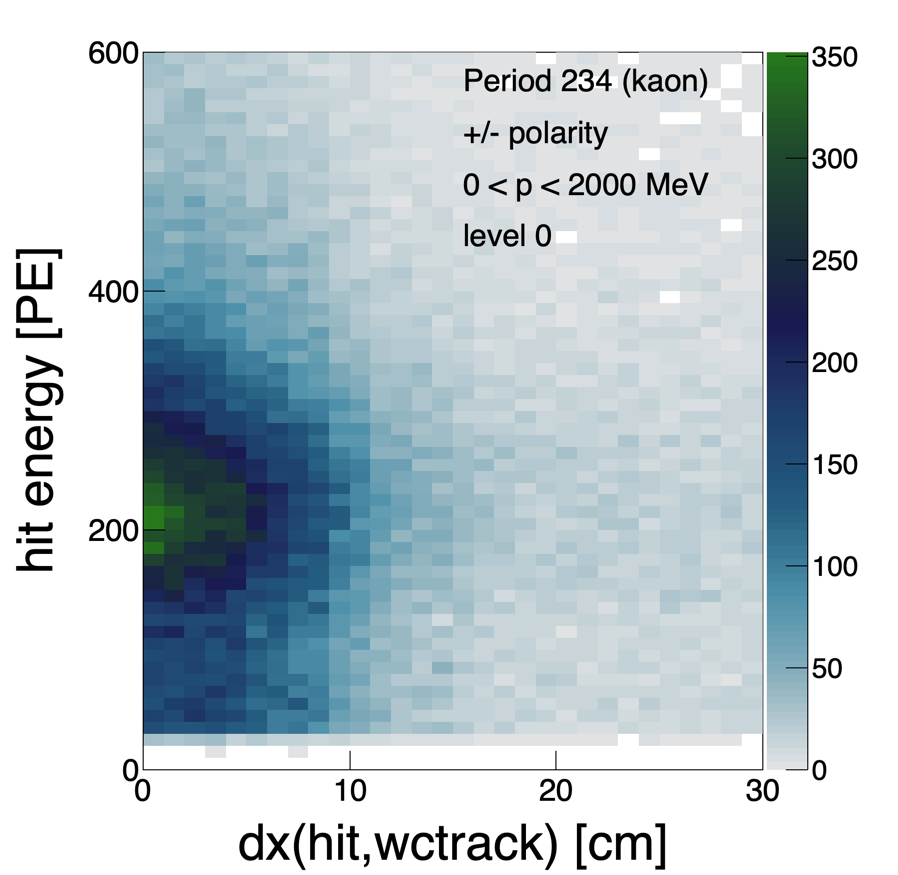 600
400
200
0
hit energy [PE]
Period 234 (kaon)
+/- polarity
0 < p < 2000 MeV
level 0
350
300
250
200
150
100
50
0
0 10 20 30
dx(hit,wctrack) [cm]